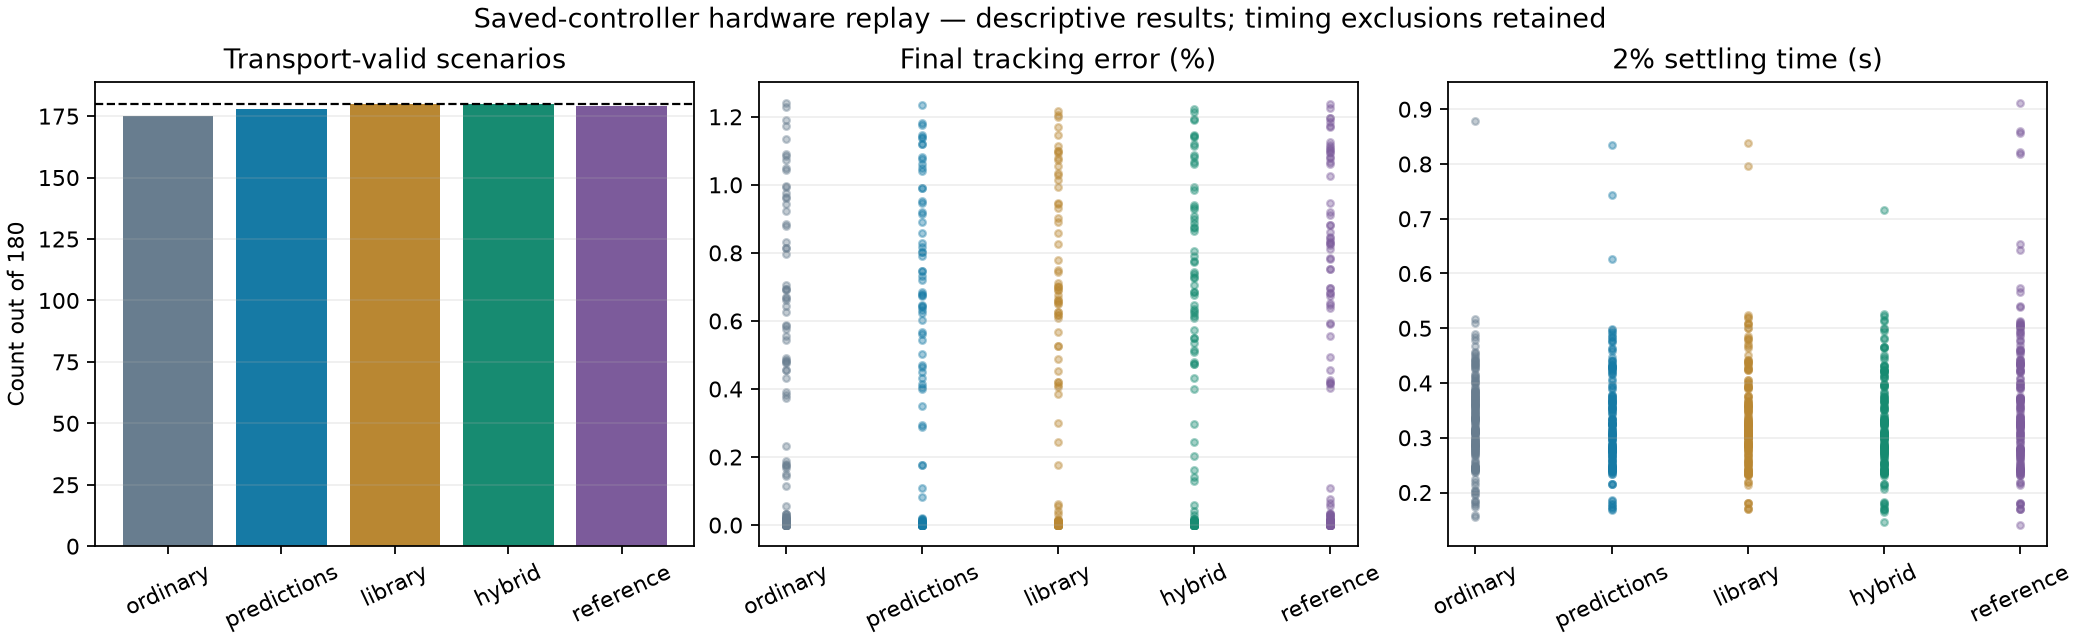 Saved-controller hardware replay — descriptive results; timing exclusions retained
Transport-valid scenarios
Count out of 180
175
150
125
100
75
50
25
0
ordinary
predictions
library
hybrid
reference
Final tracking error (%)
1.2
1.0
0.8
0.6
0.4
0.2
0.0
ordinary
predictions
library
hybrid
reference
2% settling time (s)
0.9
0.8
0.7
0.6
0.5
0.4
0.3
0.2
ordinary
predictions
library
hybrid
reference